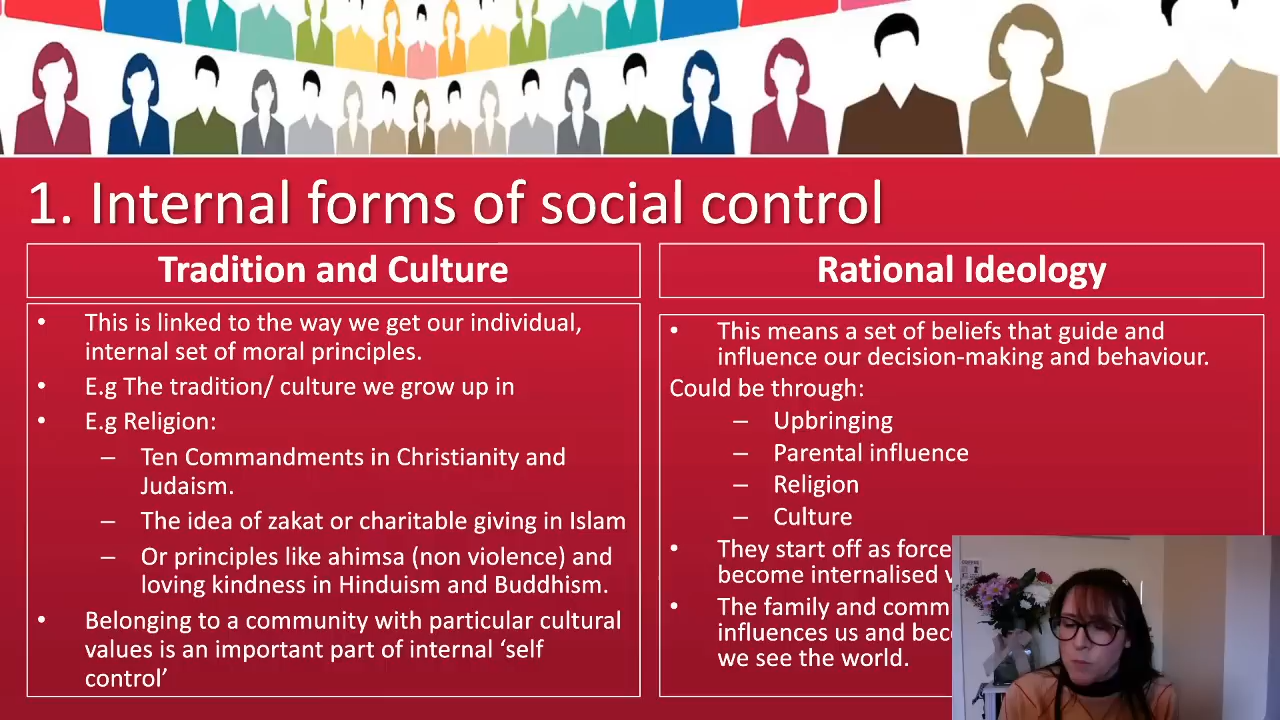 1. Internal forms of social control
Tradition and Culture
• This is linked to the way we get our individual,
internal set of moral principles.
• E.g The tradition/ culture we grow up in
• E.g Religion:
– Ten Commandments in Christianity and
Judaism.
– The idea of zakat or charitable giving in Islam
– Or principles like ahimsa (non violence) and
loving kindness in Hinduism and Buddhism.
• Belonging to a community with particular cultural
values is an important part of internal ‘self
control’
Rational Ideology
• This means a set of beliefs that guide and
influence our decision-making and behaviour.
Could be through:
– Upbringing
– Parental influence
– Religion
– Culture
• They start off as
become internalised
• The family and
influences us and
we see the world.